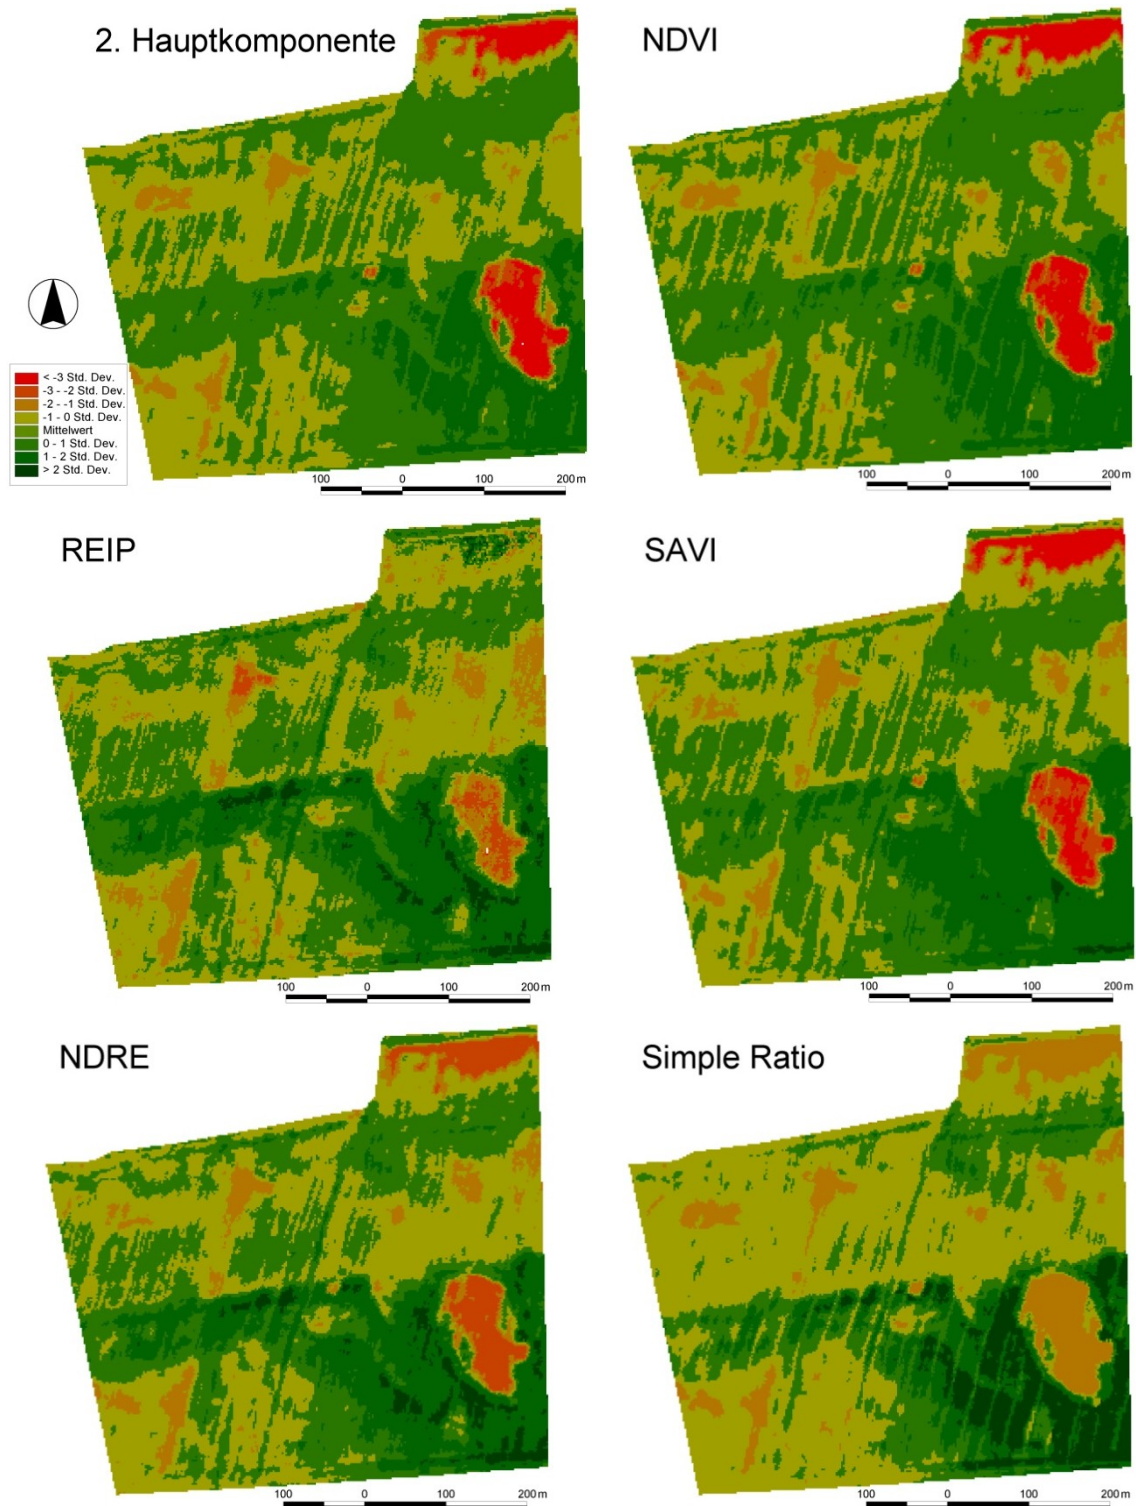 2. Hauptkomponente
NDVI
< -3 Std. Dev.
-3 - -2 Std. Dev.
-2 - -1 Std. Dev.
-1 - 0 Std. Dev.
Mittelwert
0 - 1 Std. Dev.
1 - 2 Std. Dev.
> 2 Std. Dev.
100 0 100 200 m
100 0 100 200 m
REIP
SAVI
100 0 100 200 m
100 0 100 200 m
NDRE
Simple Ratio
100 0 100 200 m
100 0 100 200 m